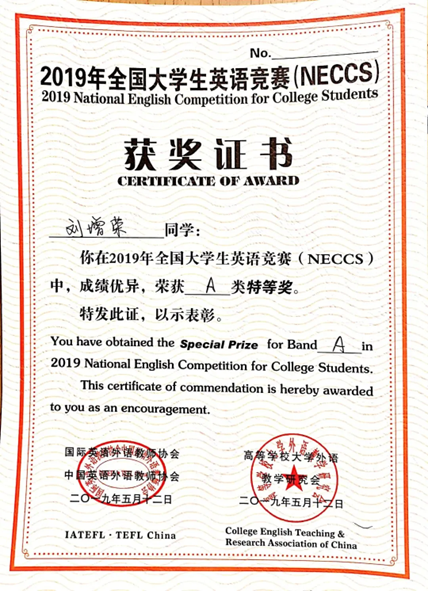 No.
2019年全国大学生英语竞赛(NECCS)
2019 National English Competition for College Students
获奖证书
CERTIFICATE OF AWARD
刘增荣 同学:
你在2019年全国大学生英语竞赛(NECCS)
中,成绩优异,荣获 A 类特等奖。
特发此证,以示表彰。
You have obtained the Special Prize for Band A in
2019 National English Competition for College Students.
This certificate of commendation is hereby awarded
to you as an encouragement.
国际英语外语教师协会
中国英语外语教师协会
二〇一九年五月十二日
高等学校大学外语
教学研究会
二〇一九年五月十二日
IATEFL · TEFL China
College English Teaching &
Research Association of China